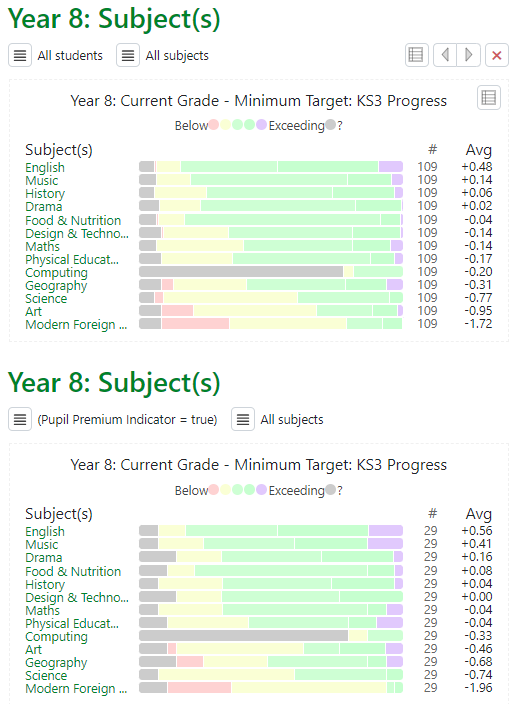 Year 8: Subject(s)
All students All subjects
Year 8: Current Grade - Minimum Target: KS3 Progress
Below Exceeding ?
Subject(s) # Avg
English 109 +0.48
Music 109 +0.14
History 109 +0.06
Drama 109 +0.02
Food & Nutrition 109 -0.04
Design & Techno... 109 -0.14
Maths 109 -0.14
Physical Educat... 109 -0.17
Computing 109 -0.20
Geography 109 -0.31
Science 109 -0.77
Art 109 -0.95
Modern Foreign ... 109 -1.72
Year 8: Subject(s)
(Pupil Premium Indicator = true) All subjects
Year 8: Current Grade - Minimum Target: KS3 Progress
Below Exceeding ?
Subject(s) # Avg
English 29 +0.56
Music 29 +0.41
Drama 29 +0.16
Food & Nutrition 29 +0.08
History 29 +0.04
Design & Techno... 29 +0.00
Maths 29 -0.04
Physical Educat... 29 -0.04
Computing 29 -0.33
Art 29 -0.46
Geography 29 -0.68
Science 29 -0.74
Modern Foreign ... 29 -1.96